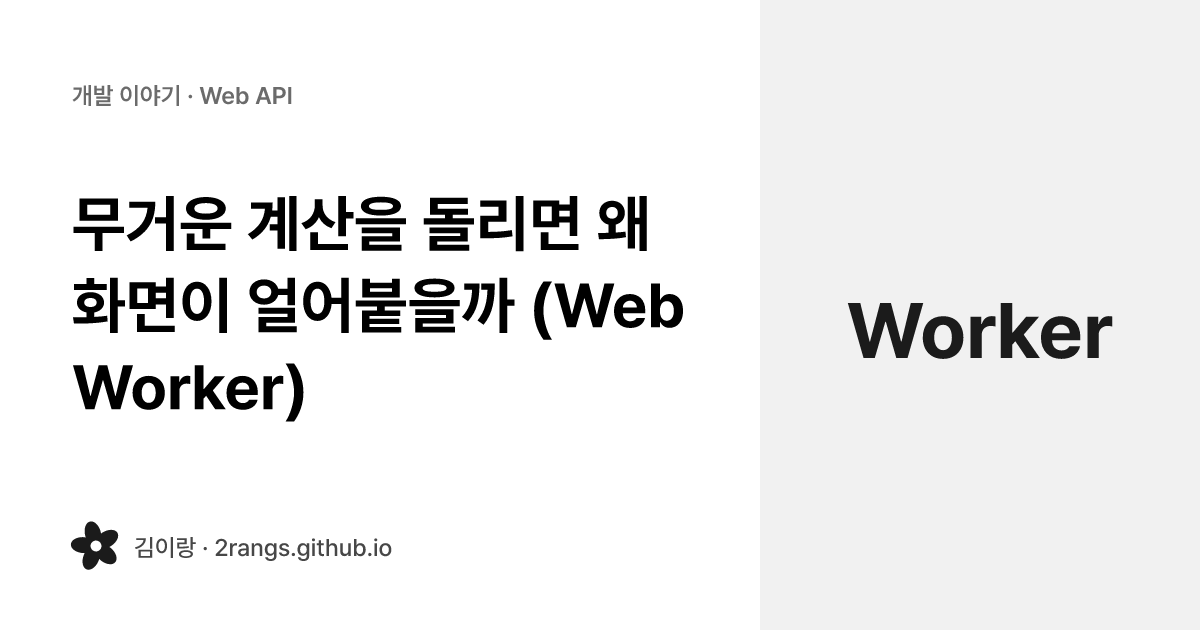 개발 이야기 · Web API
무거운 계산을 돌리면 왜
화면이 얼어붙을까 (Web
Worker)
김이랑 · 2rangs.github.io
Worker